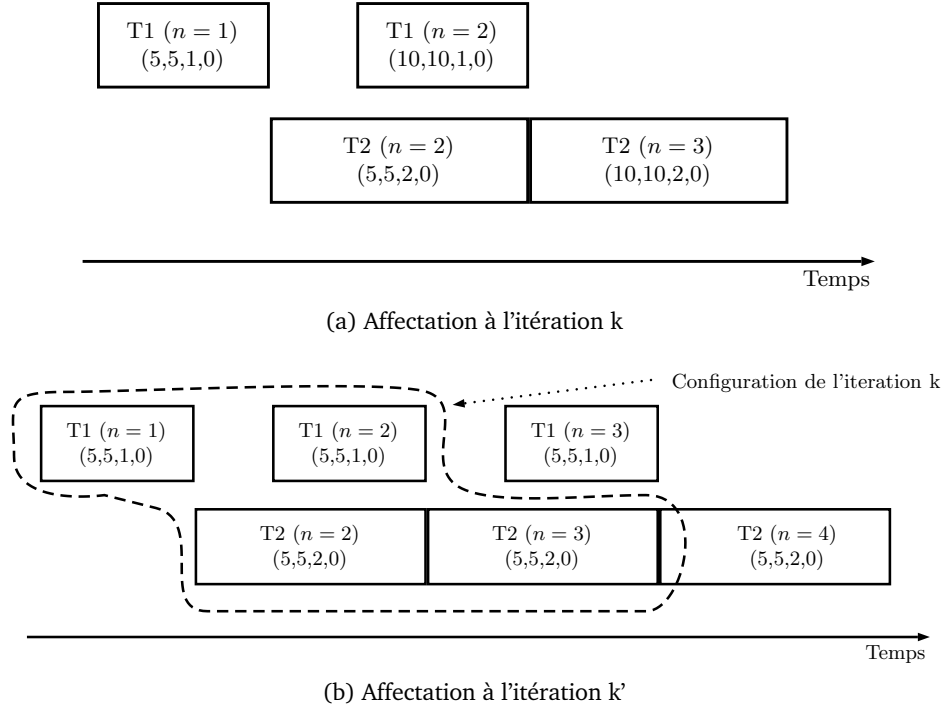 T1 (n = 1)
(5,5,1,0)
T1 (n = 2)
(10,10,1,0)
T2 (n = 2)
(5,5,2,0)
T2 (n = 3)
(10,10,2,0)
Temps
(a) Affectation à l'itération k
Configuration de l'iteration k
T1 (n = 1)
(5,5,1,0)
T1 (n = 2)
(5,5,1,0)
T1 (n = 3)
(5,5,1,0)
T2 (n = 2)
(5,5,2,0)
T2 (n = 3)
(5,5,2,0)
T2 (n = 4)
(5,5,2,0)
Temps
(b) Affectation à l'itération k'